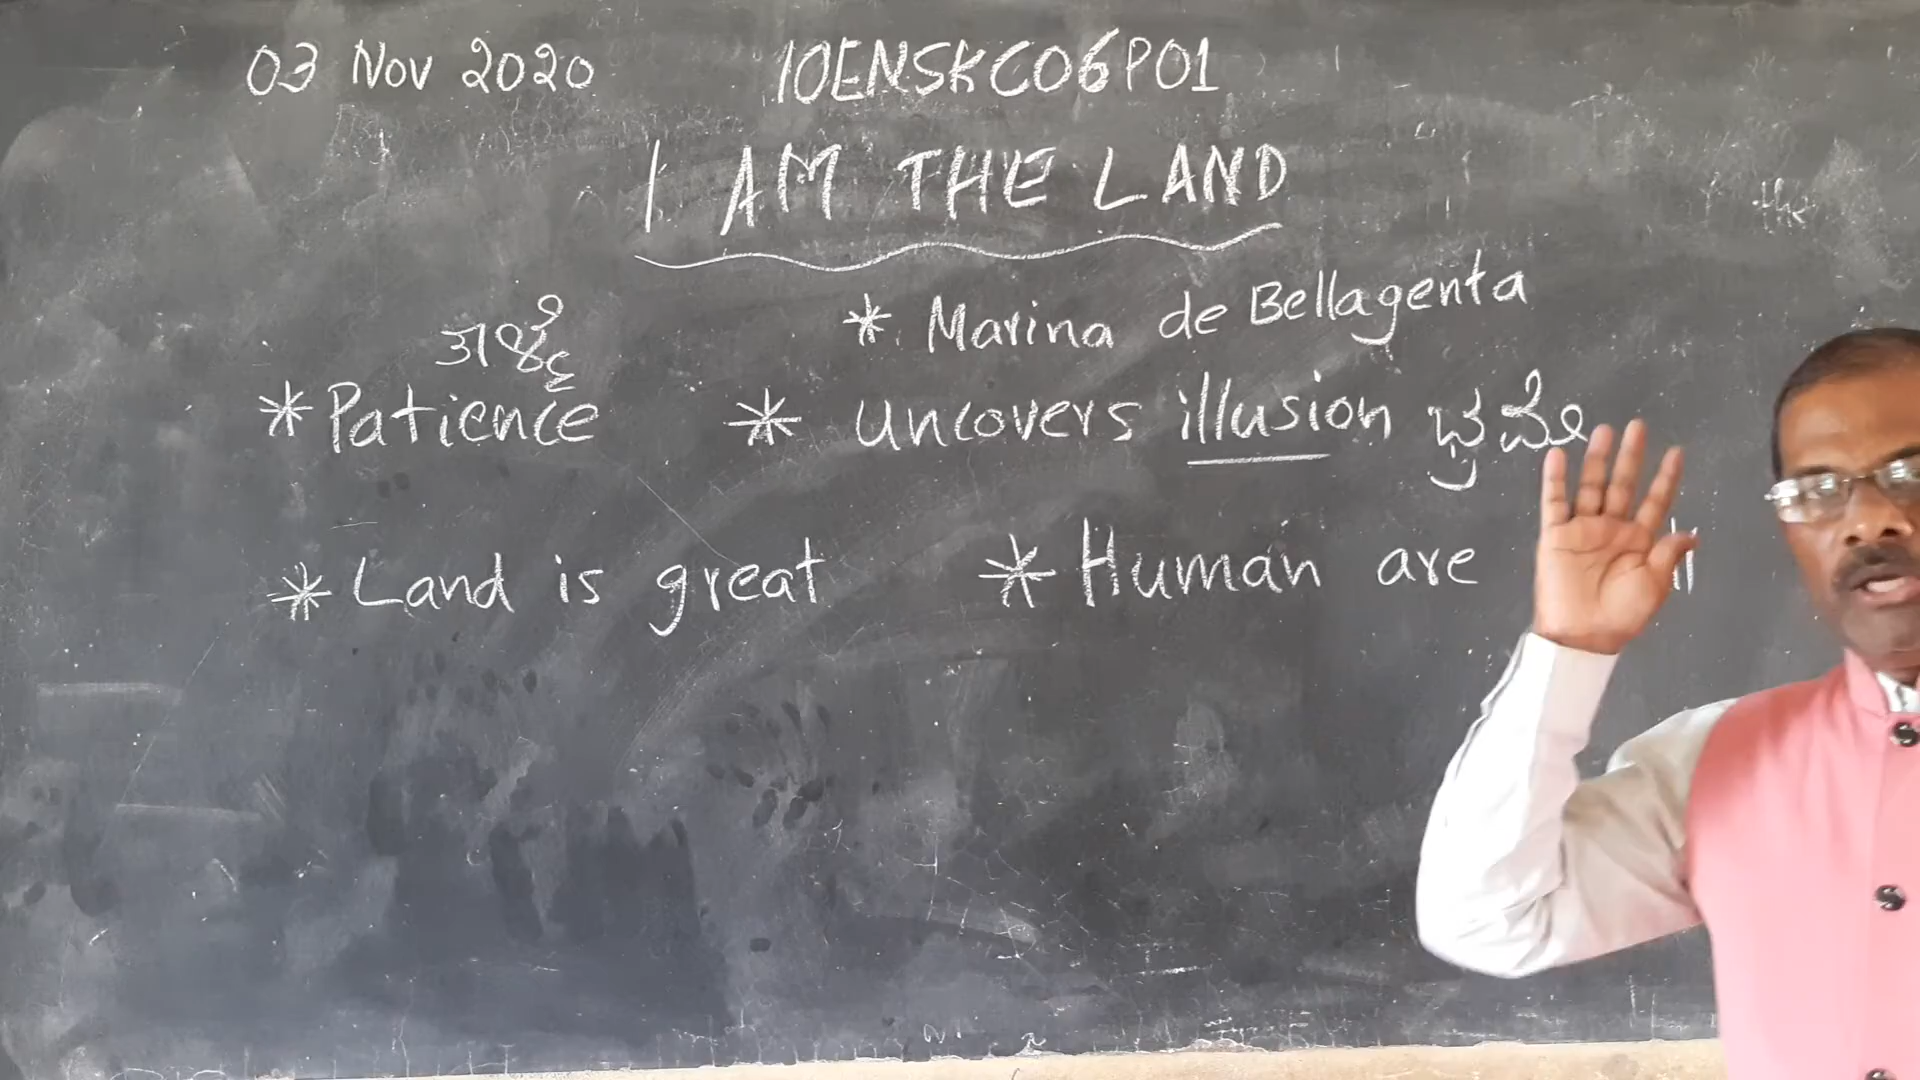 03 Nov 2020 10ENSKC06P01
I AM THE LAND
* Marina de Bellagenta
* Patience * uncovers illusion ಭ್ರಮೆ
* Land is great * Human are
the